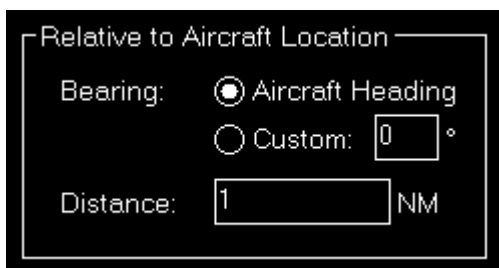 Relative to Aircraft Location
Bearing: Aircraft Heading
Custom: 0 °
Distance: 1 NM